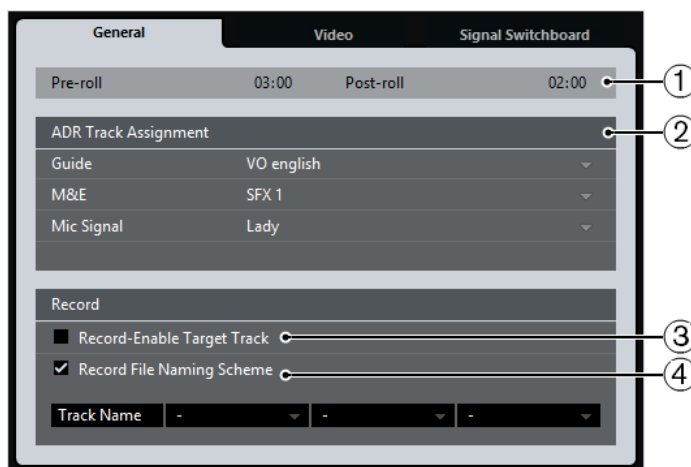 General Video Signal Switchboard
Pre-roll 03:00 Post-roll 02:00 1
ADR Track Assignment 2
Guide VO english
M&E SFX 1
Mic Signal Lady
Record
Record-Enable Target Track 3
Record File Naming Scheme 4
Track Name - - -